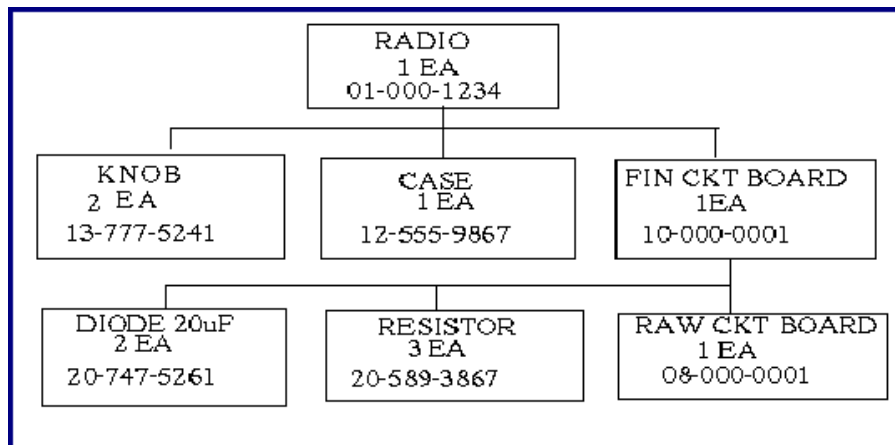 RADIO
1 EA
01-000-1234
KNOB
2 EA
13-777-5241
CASE
1 EA
12-555-9867
FIN CKT BOARD
1EA
10-000-0001
DIODE 20uF
2 EA
20-747-5261
RESISTOR
3 EA
20-589-3867
RAW CKT BOARD
1 EA
08-000-0001